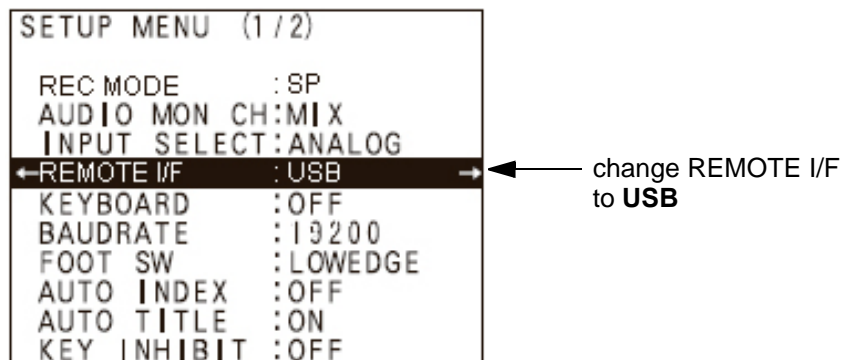 SETUP MENU (1/2)
REC MODE :SP
AUDIO MON CH:MIX
INPUT SELECT:ANALOG
←REMOTE I/F :USB →
KEYBOARD :OFF
BAUDRATE :19200
FOOT SW :LOWEDGE
AUTO INDEX :OFF
AUTO TITLE :ON
KEY INHIBIT :OFF
change REMOTE I/F
to USB